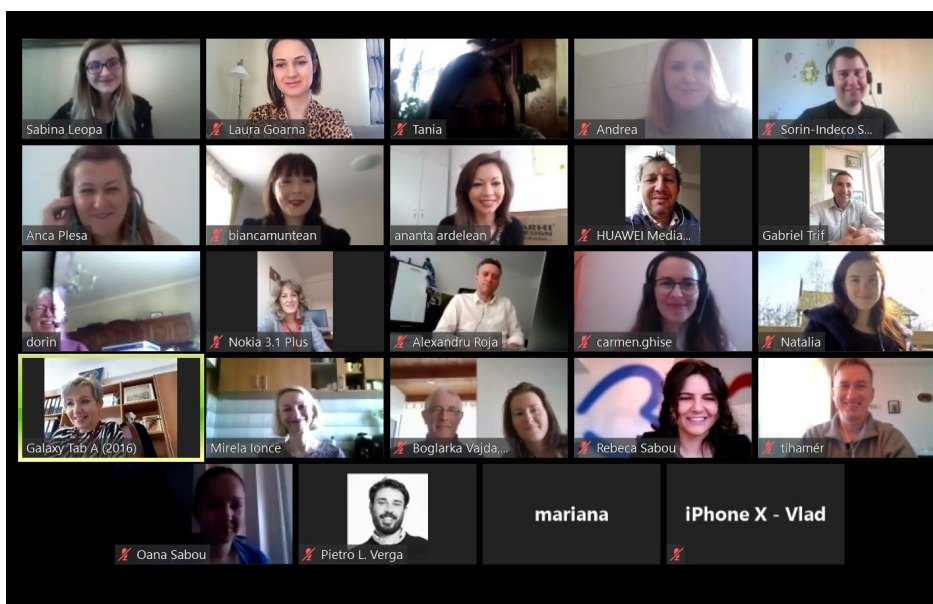 Sabina Leopa
Laura Goarna
Tania
Andrea
Sorin-Indeco S...
Anca Plesa
biancamuntean
ananta ardelean
ARHI
DESIGN
HUAWEI Media...
Gabriel Trif
dorin
Nokia 3.1 Plus
Alexandru Roja
carmen.ghise
Natalia
Galaxy Tab A (2016)
Mirela Ionce
Boglarka Vajda,...
Rebeca Sabou
tihamér
Oana Sabou
Pietro L. Verga
mariana
iPhone X - Vlad